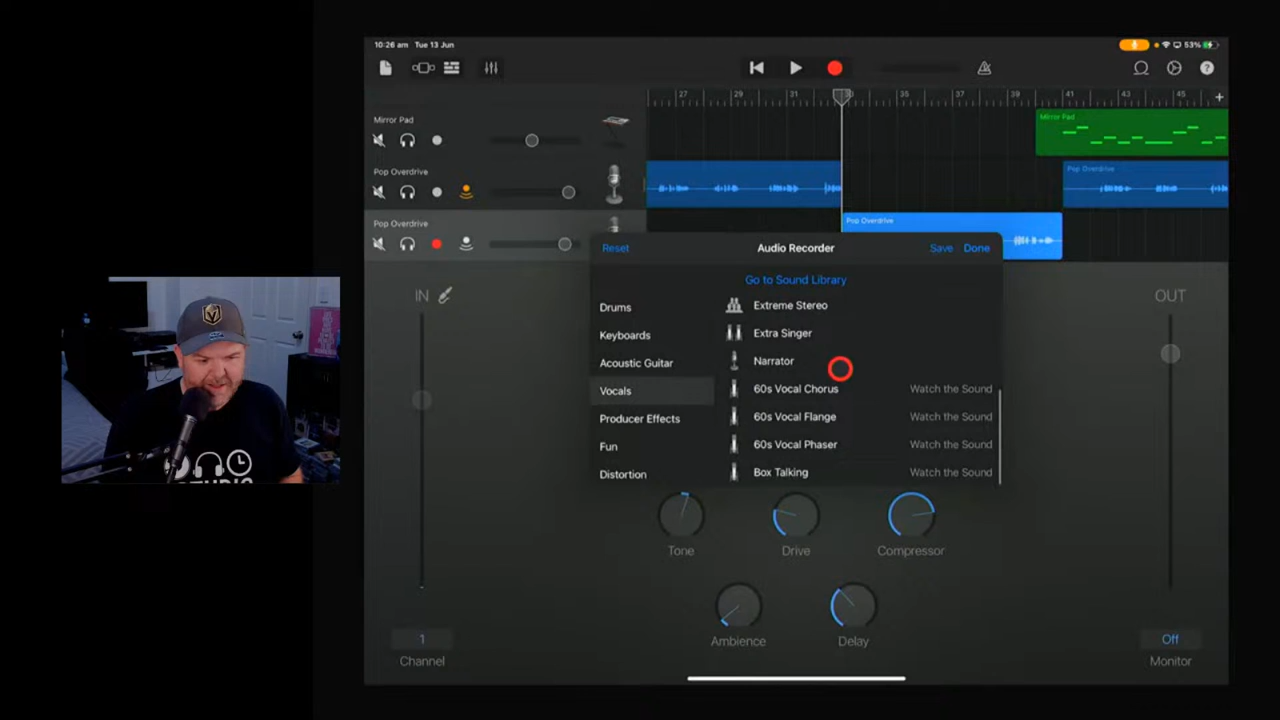 10:26 am Tue 13 Jun
53%
27 29 31 33 35 37 39 41 43 45
Mirror Pad
Mirror Pad
Pop Overdrive
Pop Overdrive
Pop Overdrive
Pop Overdrive
Reset Audio Recorder Save Done
Go to Sound Library
Drums
Keyboards
Acoustic Guitar
Vocals
Producer Effects
Fun
Distortion
Extreme Stereo
Extra Singer
Narrator
60s Vocal Chorus Watch the Sound
60s Vocal Flange Watch the Sound
60s Vocal Phaser Watch the Sound
Box Talking Watch the Sound
IN
OUT
Tone Drive Compressor
Ambience Delay
1
Channel
Off
Monitor